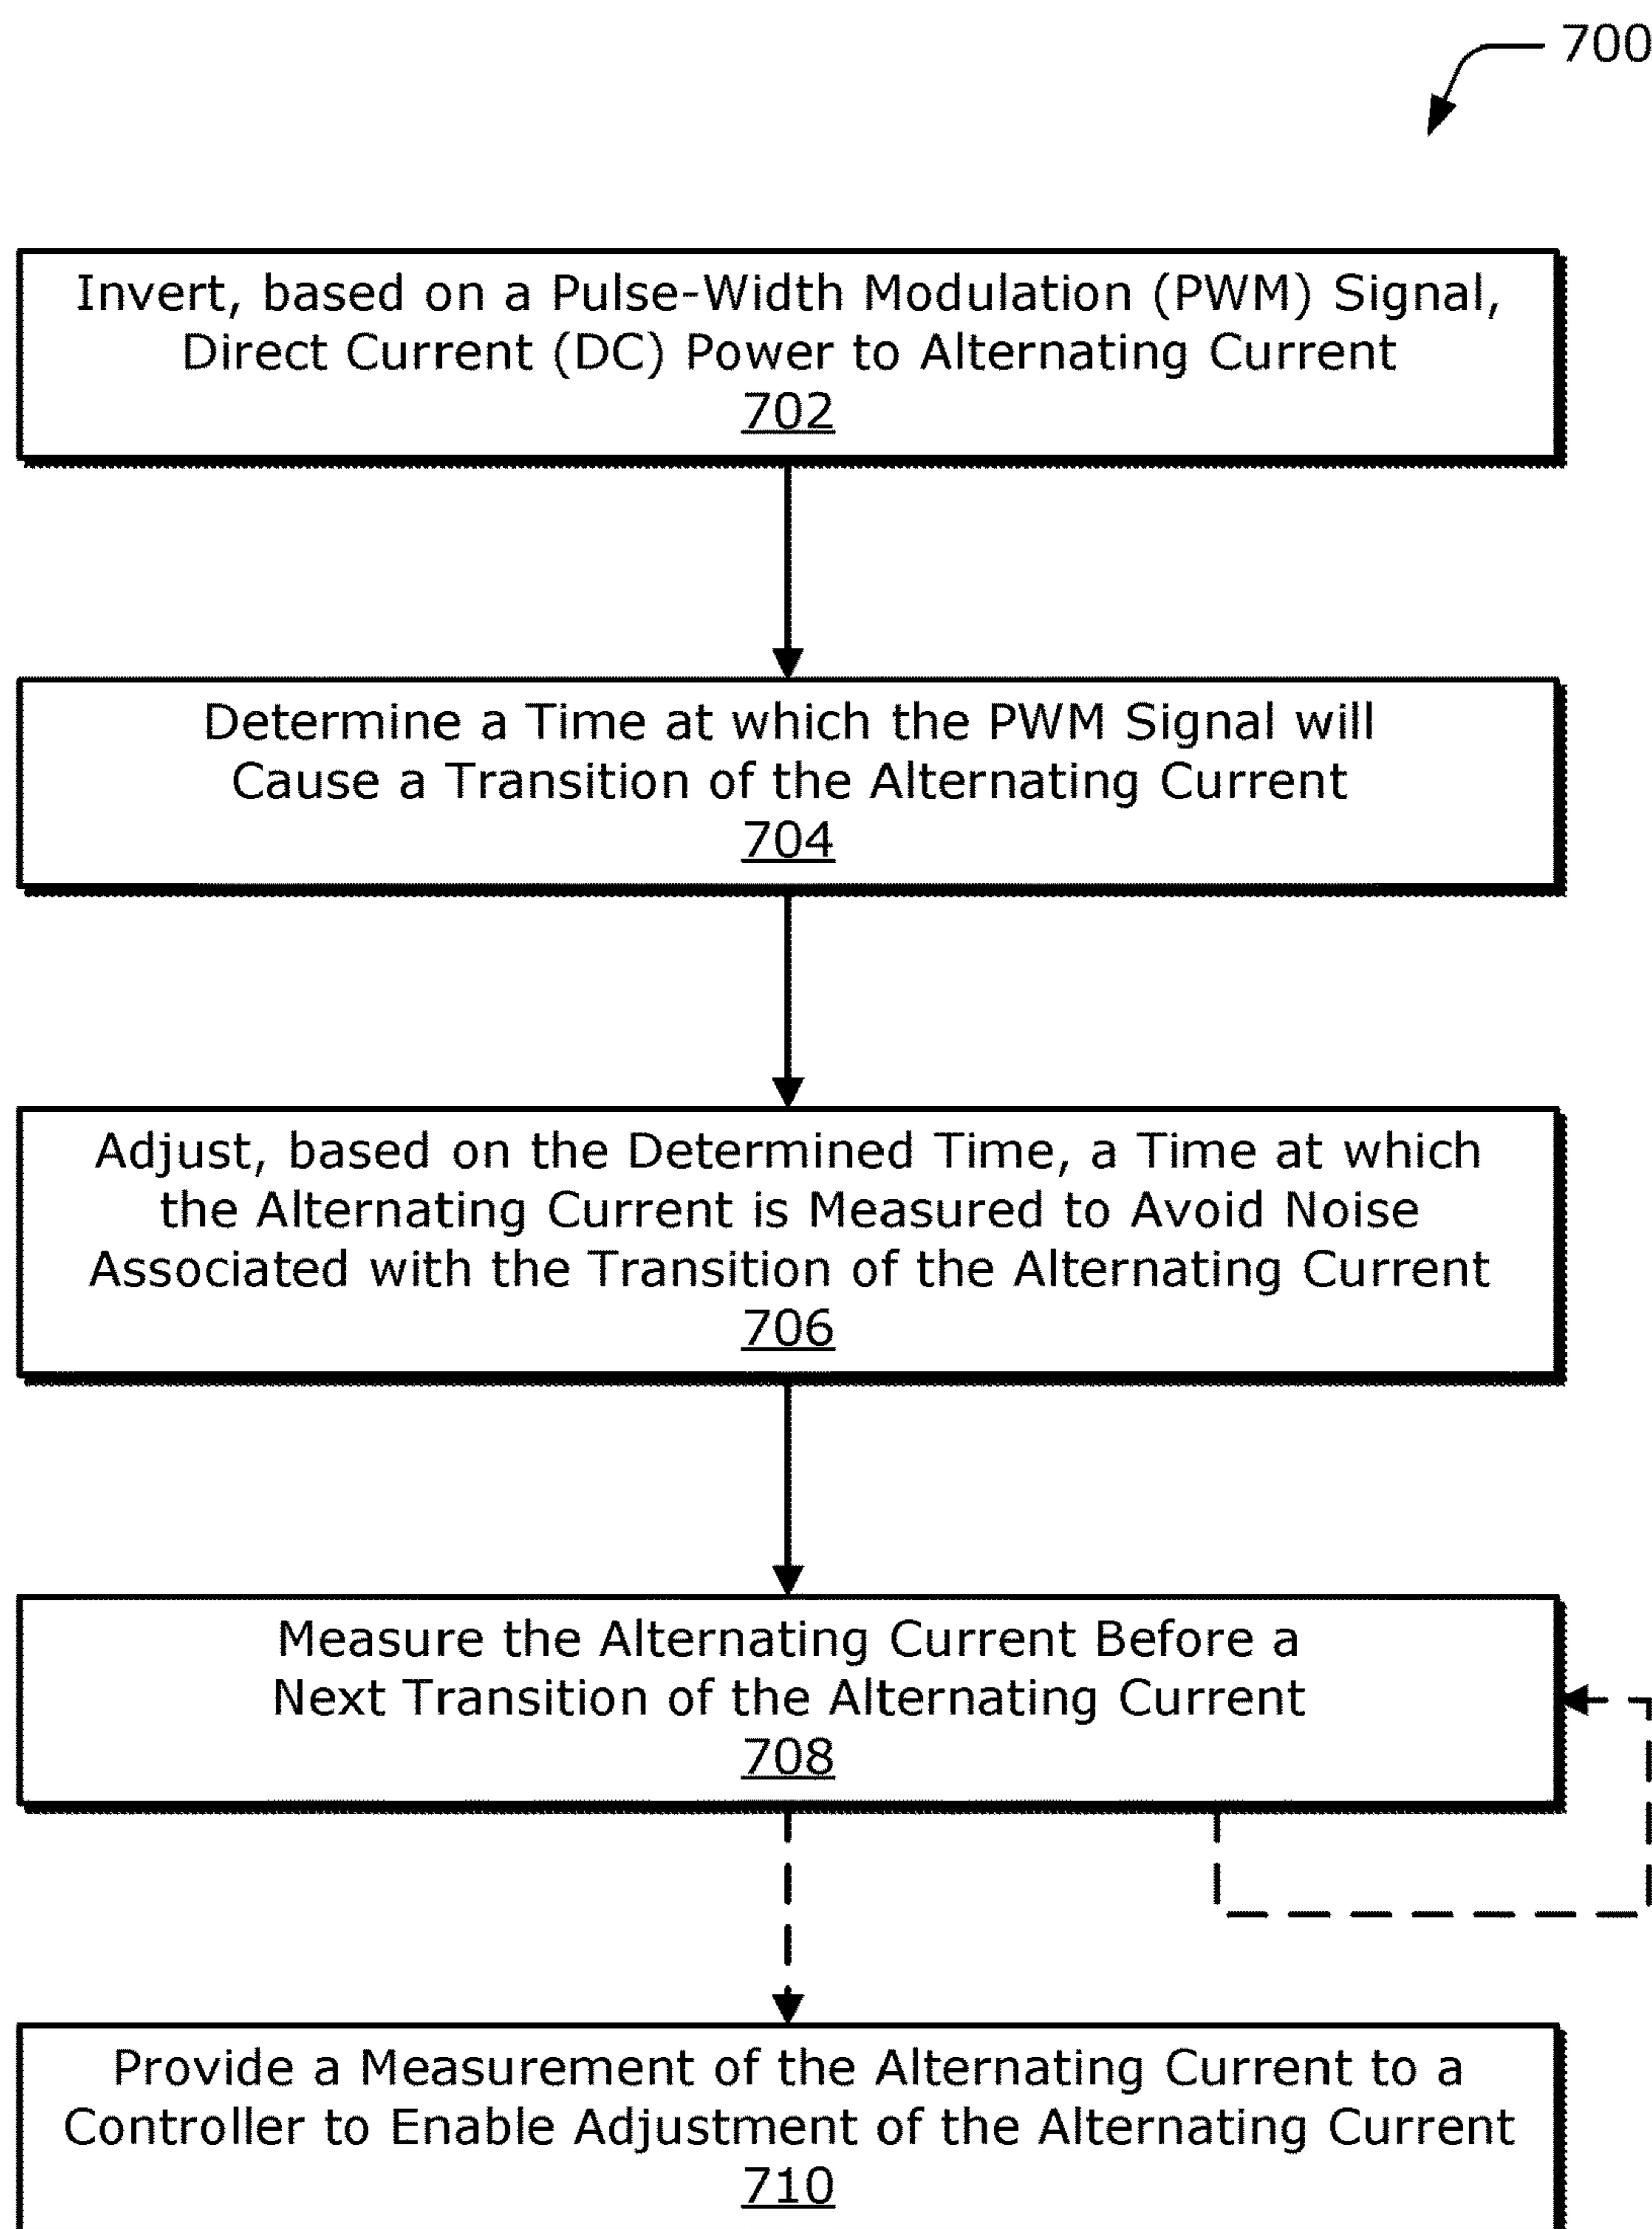 700
Invert, based on a Pulse-Width Modulation (PWM) Signal,
Direct Current (DC) Power to Alternating Current
702
Determine a Time at which the PWM Signal will
Cause a Transition of the Alternating Current
704
Adjust, based on the Determined Time, a Time at which
the Alternating Current is Measured to Avoid Noise
Associated with the Transition of the Alternating Current
706
Measure the Alternating Current Before a
Next Transition of the Alternating Current
708
Provide a Measurement of the Alternating Current to a
Controller to Enable Adjustment of the Alternating Current
710